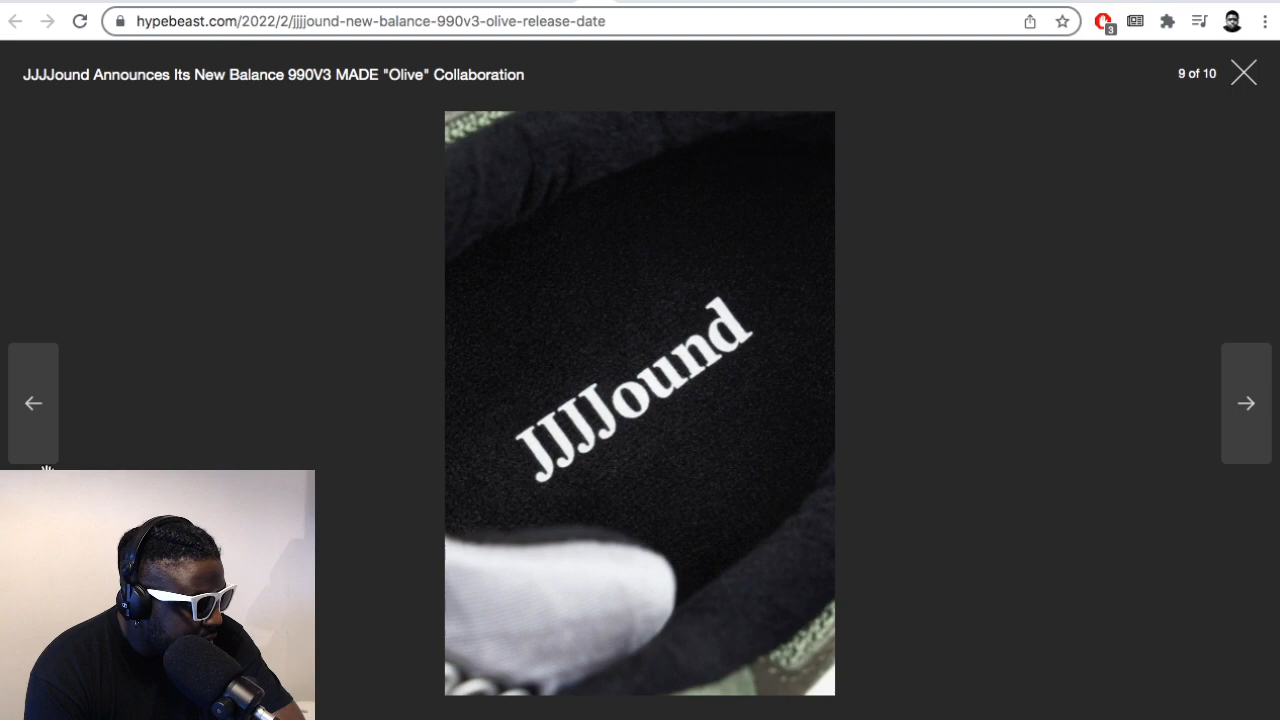 hypebeast.com/2022/2/jjjjound-new-balance-990v3-olive-release-date
3
JJJJound Announces Its New Balance 990V3 MADE "Olive" Collaboration
9 of 10
JJJJound